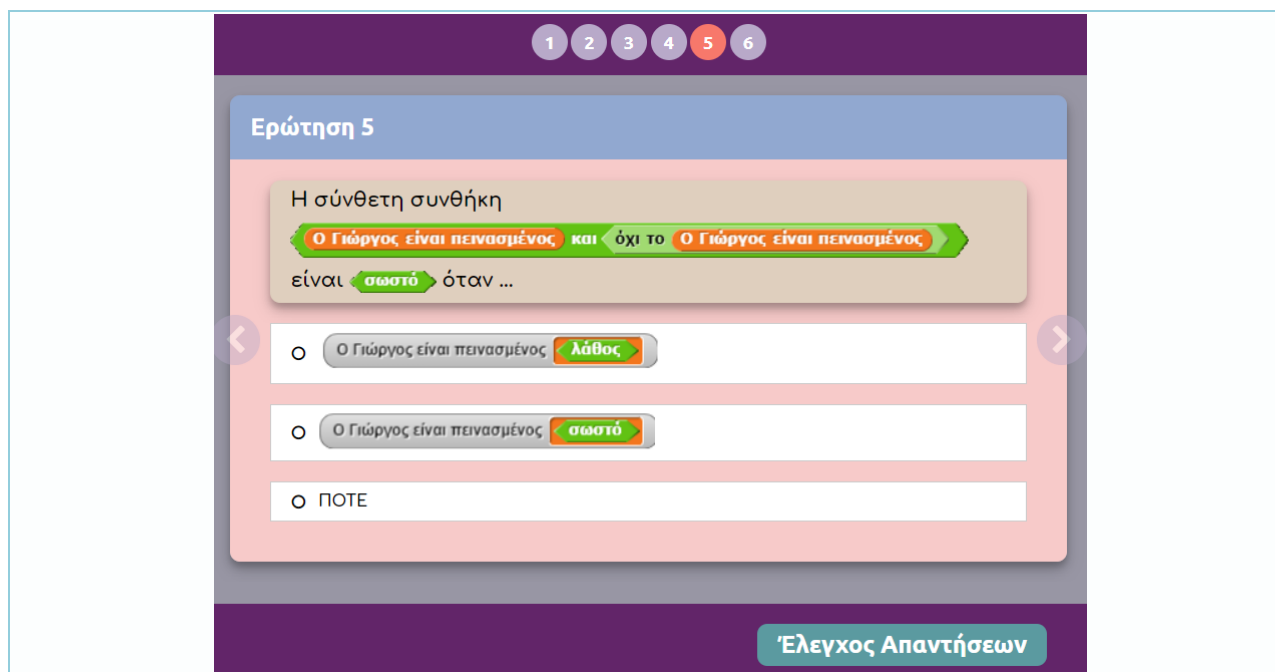 1 2 3 4 5 6
Ερώτηση 5
Η σύνθετη συνθήκη
Ο Γιώργος είναι πεινασμένος και όχι το Ο Γιώργος είναι πεινασμένος
είναι σωστό όταν ...
Ο Γιώργος είναι πεινασμένος λάθος
Ο Γιώργος είναι πεινασμένος σωστό
ΠΟΤΕ
Έλεγχος Απαντήσεων